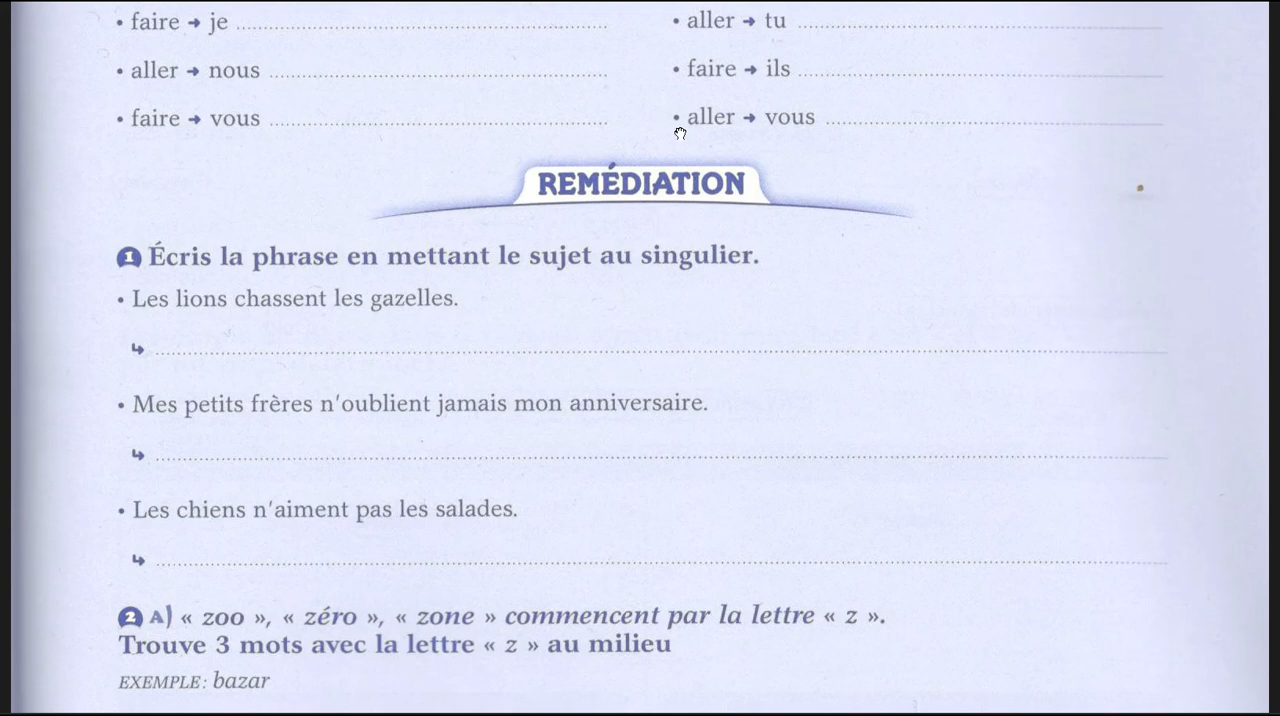 • faire ➜ je ........................................ • aller ➜ tu ........................................
• aller ➜ nous ........................................ • faire ➜ ils ........................................
• faire ➜ vous ........................................ • aller ➜ vous ........................................
REMÉDIATION
1 Écris la phrase en mettant le sujet au singulier.
• Les lions chassent les gazelles.
↳ ........................................
• Mes petits frères n'oublient jamais mon anniversaire.
↳ ........................................
• Les chiens n'aiment pas les salades.
↳ ........................................
2 A) « zoo », « zéro », « zone » commencent par la lettre « z ».
Trouve 3 mots avec la lettre « z » au milieu
EXEMPLE : bazar